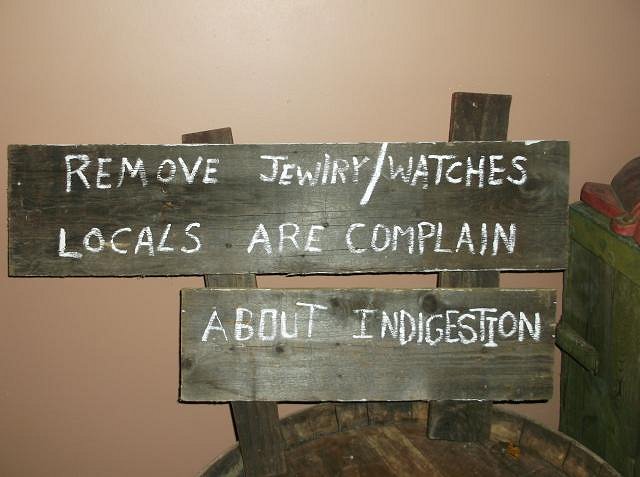 REMOVE JEWIRY/WATCHES
LOCALS ARE COMPLAIN
ABOUT INDIGESTION